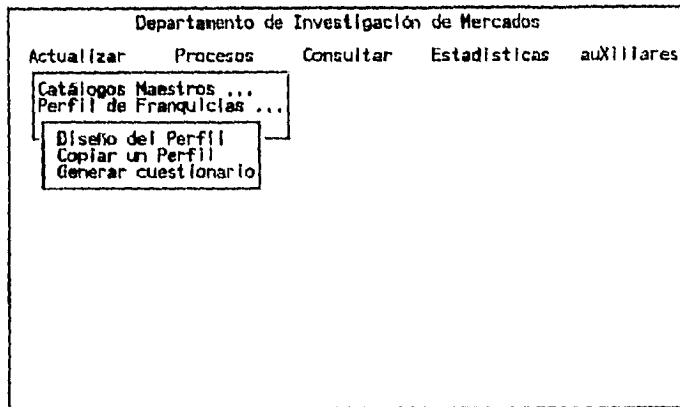 Departamento de Investigación de Mercados
Actualizar Procesos Consultar Estadísticas auXiliares
Catálogos Maestros ...
Perfil de Franquicias ...
Diseño del Perfil
Copiar un Perfil
Generar cuestionario